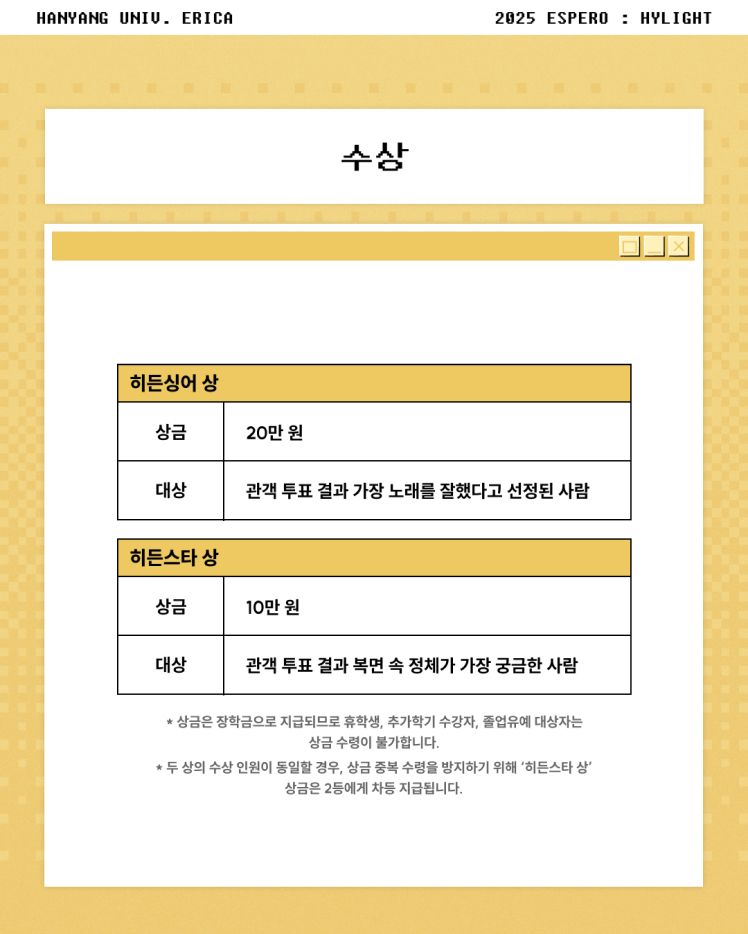 HANYANG UNIV. ERICA
2025 ESPERO : HYLIGHT
수상
히든싱어 상
상금
20만 원
대상
관객 투표 결과 가장 노래를 잘했다고 선정된 사람
히든스타 상
상금
10만 원
대상
관객 투표 결과 복면 속 정체가 가장 궁금한 사람
* 상금은 장학금으로 지급되므로 휴학생, 추가학기 수강자, 졸업유예 대상자는
상금 수령이 불가합니다.
* 두 상의 수상 인원이 동일할 경우, 상금 중복 수령을 방지하기 위해 ‘히든스타 상’
상금은 2등에게 차등 지급됩니다.